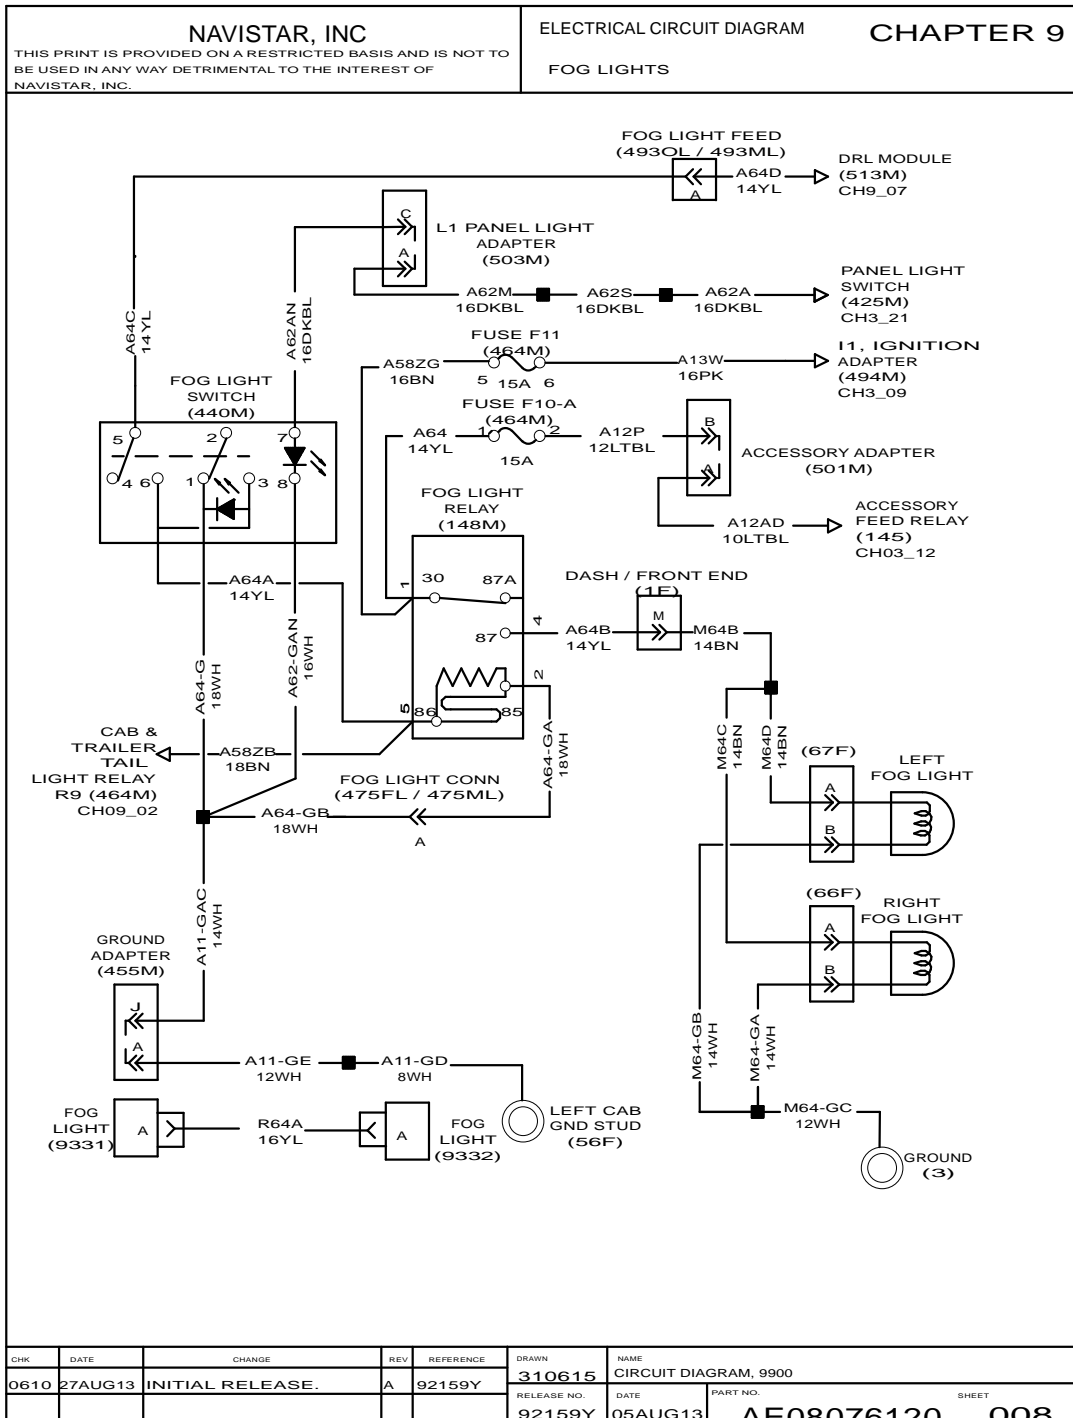 NAVISTAR, INC
THIS PRINT IS PROVIDED ON A RESTRICTED BASIS AND IS NOT TO
BE USED IN ANY WAY DETRIMENTAL TO THE INTEREST OF
NAVISTAR, INC.
ELECTRICAL CIRCUIT DIAGRAM
CHAPTER 9
FOG LIGHTS
FOG LIGHT FEED
(493OL / 493ML)
A
A64D
14YL
DRL MODULE
(513M)
CH9_07
C
A
L1 PANEL LIGHT
ADAPTER
(503M)
A62M
16DKBL
A62S
16DKBL
A62A
16DKBL
PANEL LIGHT
SWITCH
(425M)
CH3_21
A64C
14YL
A62AN
16DKBL
FUSE F11
(464M)
A58ZG
16BN
5 15A 6
A13W
16PK
I1, IGNITION
ADAPTER
(494M)
CH3_09
FOG LIGHT
SWITCH
(440M)
FUSE F10-A
(464M)
A64
14YL
1 2
15A
A12P
12LTBL
B
A
ACCESSORY ADAPTER
(501M)
5 2 7
4 6 1 3 8
FOG LIGHT
RELAY
(148M)
A12AD
10LTBL
ACCESSORY
FEED RELAY
(145)
CH03_12
A64A
14YL
1
30 87A
87
4
2
5
86 85
DASH / FRONT END
(1F)
M
A64B
14YL
M64B
14BN
A64-G
18WH
A62-GAN
16WH
A64-GA
18WH
M64C
14BN
M64D
14BN
CAB &
TRAILER
TAIL
LIGHT RELAY
R9 (464M)
CH09_02
A58ZB
18BN
FOG LIGHT CONN
(475FL / 475ML)
A
A64-GB
18WH
(67F)
A
B
LEFT
FOG LIGHT
(66F)
A
B
RIGHT
FOG LIGHT
A11-GAC
14WH
GROUND
ADAPTER
(455M)
J
A
M64-GB
14WH
M64-GA
14WH
A11-GE
12WH
A11-GD
8WH
FOG
LIGHT
(9331)
A
R64A
16YL
A
FOG
LIGHT
(9332)
LEFT CAB
GND STUD
(56F)
M64-GC
12WH
GROUND
(3)
CHK DATE CHANGE REV REFERENCE
0610 27AUG13 INITIAL RELEASE. A 92159Y
DRAWN
310615
NAME
CIRCUIT DIAGRAM, 9900
RELEASE NO.
92159Y
DATE
05AUG13
PART NO.
AE08076120
SHEET
008